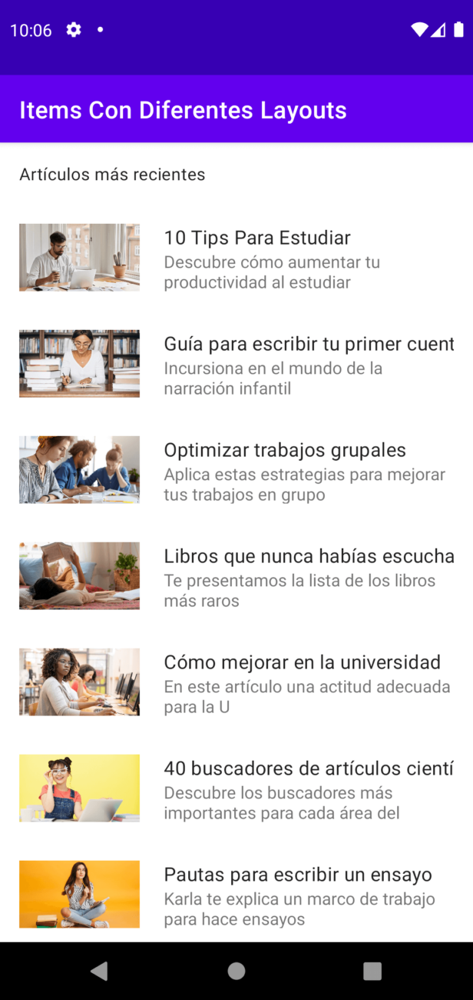 10:06
Items Con Diferentes Layouts
Artículos más recientes
10 Tips Para Estudiar
Descubre cómo aumentar tu
productividad al estudiar
Guía para escribir tu primer cuent
Incursiona en el mundo de la
narración infantil
Optimizar trabajos grupales
Aplica estas estrategias para mejorar
tus trabajos en grupo
Libros que nunca habías escucha
Te presentamos la lista de los libros
más raros
Cómo mejorar en la universidad
En este artículo una actitud adecuada
para la U
40 buscadores de artículos cientí
Descubre los buscadores más
importantes para cada área del
Pautas para escribir un ensayo
Karla te explica un marco de trabajo
para hace ensayos